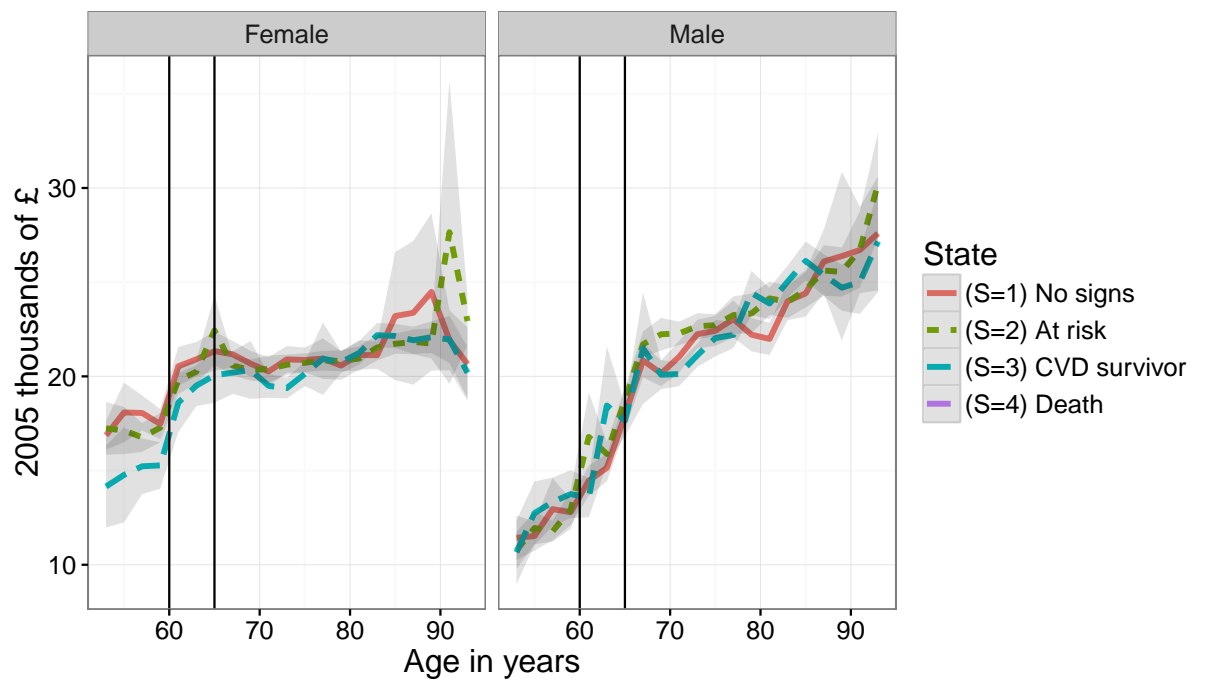 Female
Male
2005 thousands of £
30
20
10
60 70 80 90
60 70 80 90
Age in years
State
(S=1) No signs
(S=2) At risk
(S=3) CVD survivor
(S=4) Death